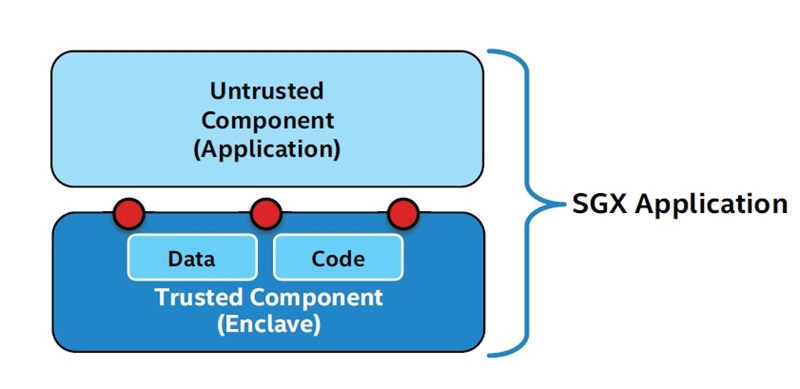 Untrusted
Component
(Application)
SGX Application
Data
Code
Trusted Component
(Enclave)